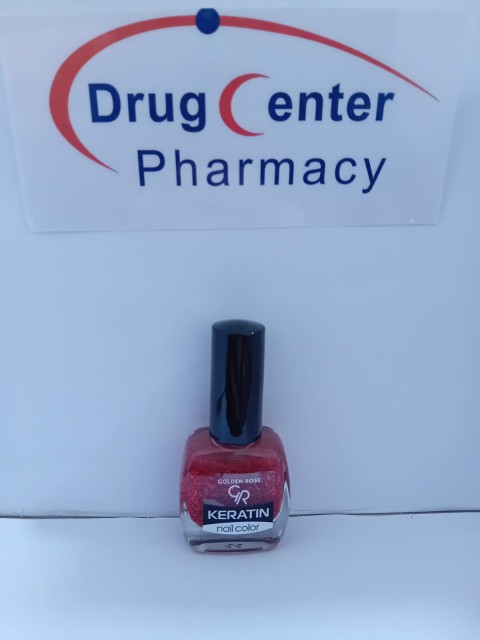 Drug Center
Pharmacy
GOLDEN ROSE
GR
KERATIN
nail color